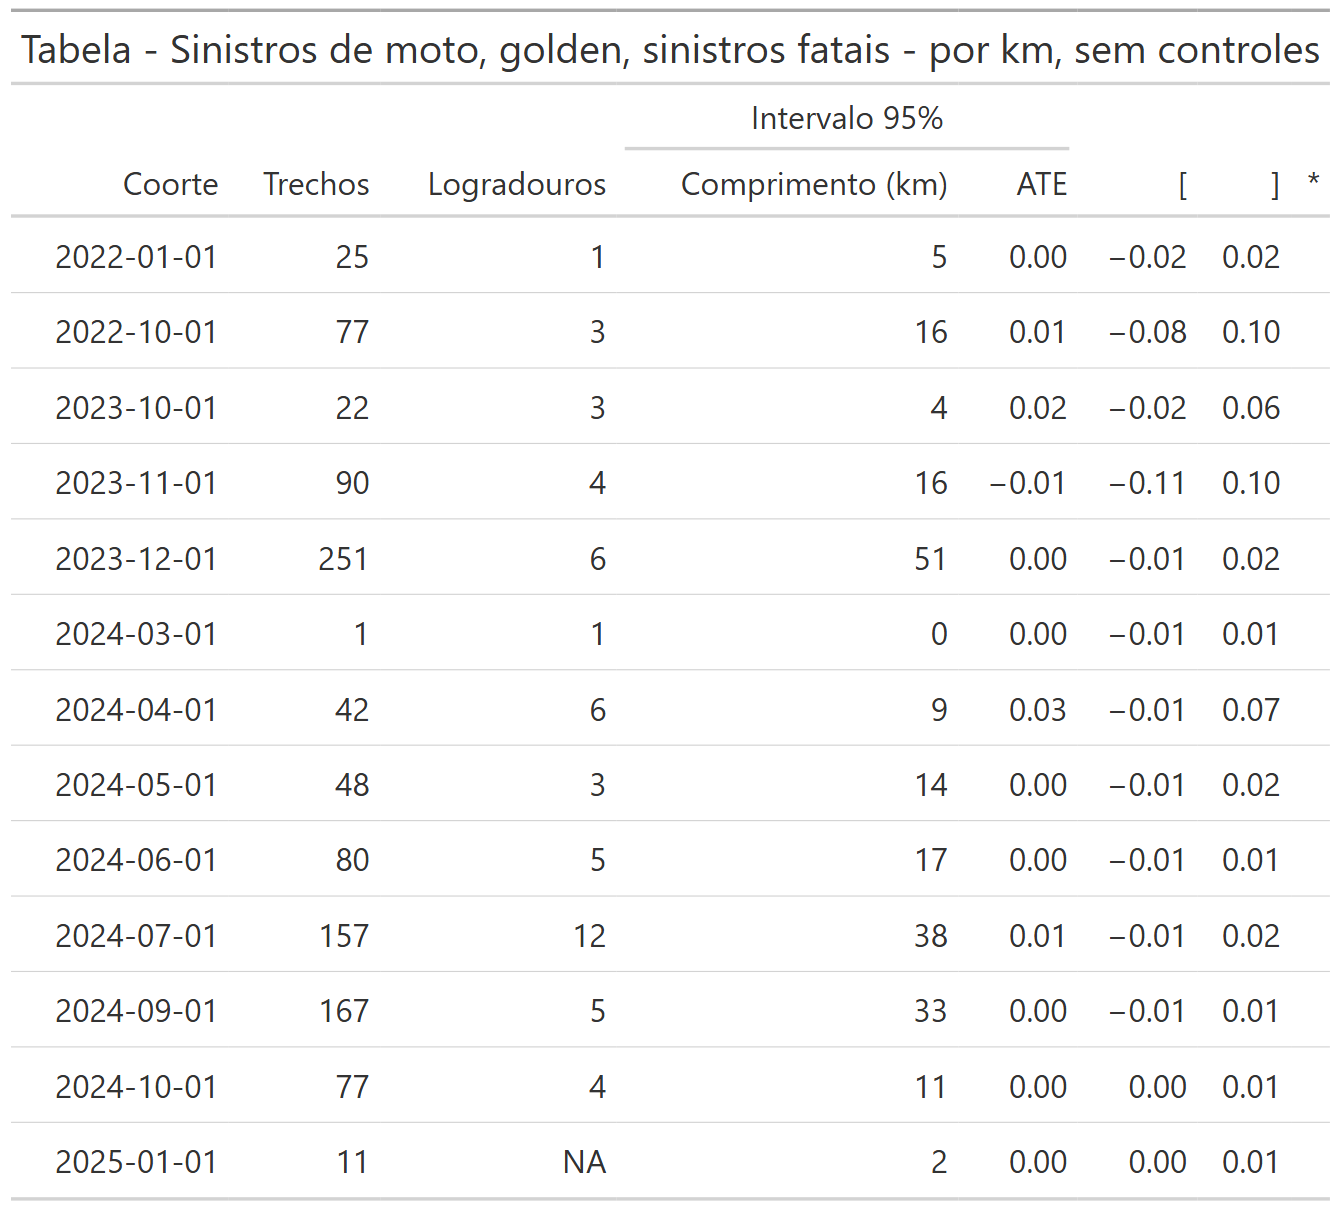 Tabela - Sinistros de moto, golden, sinistros fatais - por km, sem controles
Intervalo 95%
Coorte Trechos Logradouros Comprimento (km) ATE [ ] *
2022-01-01 25 1 5 0.00 −0.02 0.02
2022-10-01 77 3 16 0.01 −0.08 0.10
2023-10-01 22 3 4 0.02 −0.02 0.06
2023-11-01 90 4 16 −0.01 −0.11 0.10
2023-12-01 251 6 51 0.00 −0.01 0.02
2024-03-01 1 1 0 0.00 −0.01 0.01
2024-04-01 42 6 9 0.03 −0.01 0.07
2024-05-01 48 3 14 0.00 −0.01 0.02
2024-06-01 80 5 17 0.00 −0.01 0.01
2024-07-01 157 12 38 0.01 −0.01 0.02
2024-09-01 167 5 33 0.00 −0.01 0.01
2024-10-01 77 4 11 0.00 0.00 0.01
2025-01-01 11 NA 2 0.00 0.00 0.01